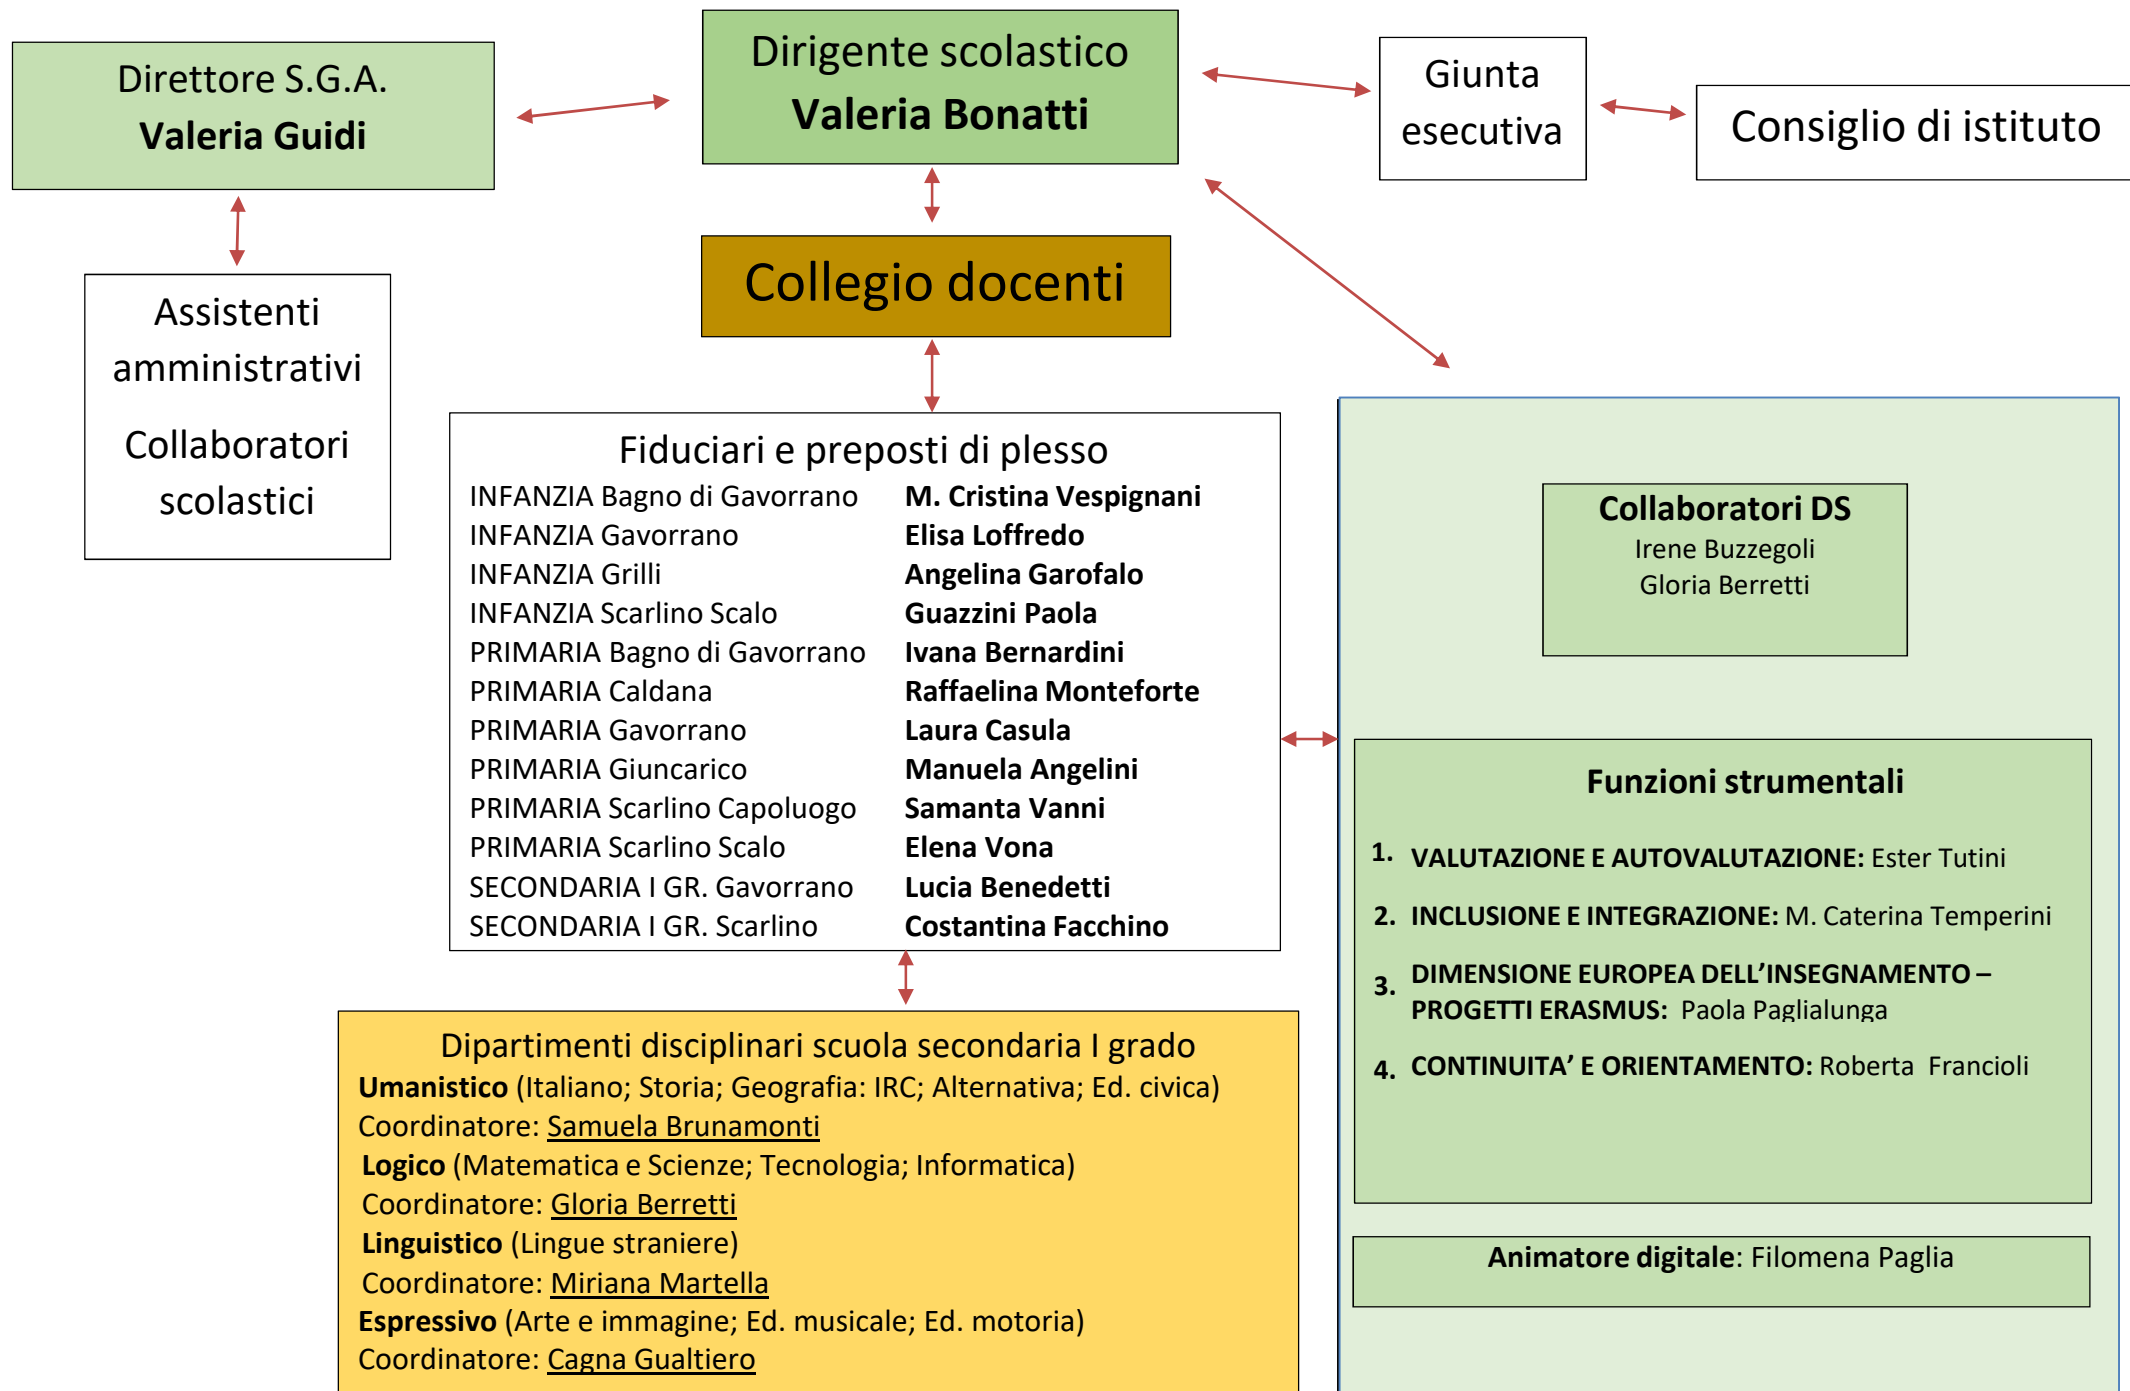 Direttore S.G.A.
Valeria Guidi
Dirigente scolastico
Valeria Bonatti
Giunta
esecutiva
Consiglio di istituto
Assistenti
amministrativi
Collaboratori
scolastici
Collegio docenti
Fiduciari e preposti di plesso
INFANZIA Bagno di Gavorrano M. Cristina Vespignani
INFANZIA Gavorrano Elisa Loffredo
INFANZIA Grilli Angelina Garofalo
INFANZIA Scarlino Scalo Guazzini Paola
PRIMARIA Bagno di Gavorrano Ivana Bernardini
PRIMARIA Caldana Raffaelina Monteforte
PRIMARIA Gavorrano Laura Casula
PRIMARIA Giuncarico Manuela Angelini
PRIMARIA Scarlino Capoluogo Samanta Vanni
PRIMARIA Scarlino Scalo Elena Vona
SECONDARIA I GR. Gavorrano Lucia Benedetti
SECONDARIA I GR. Scarlino Costantina Facchino
Dipartimenti disciplinari scuola secondaria I grado
Umanistico (Italiano; Storia; Geografia: IRC; Alternativa; Ed. civica)
Coordinatore: Samuela Brunamonti
Logico (Matematica e Scienze; Tecnologia; Informatica)
Coordinatore: Gloria Berretti
Linguistico (Lingue straniere)
Coordinatore: Miriana Martella
Espressivo (Arte e immagine; Ed. musicale; Ed. motoria)
Coordinatore: Cagna Gualtiero
Collaboratori DS
Irene Buzzegoli
Gloria Berretti
Funzioni strumentali
1. VALUTAZIONE E AUTOVALUTAZIONE: Ester Tutini
2. INCLUSIONE E INTEGRAZIONE: M. Caterina Temperini
3. DIMENSIONE EUROPEA DELL’INSEGNAMENTO –
PROGETTI ERASMUS: Paola Paglialunga
4. CONTINUITA’ E ORIENTAMENTO: Roberta Francioli
Animatore digitale: Filomena Paglia